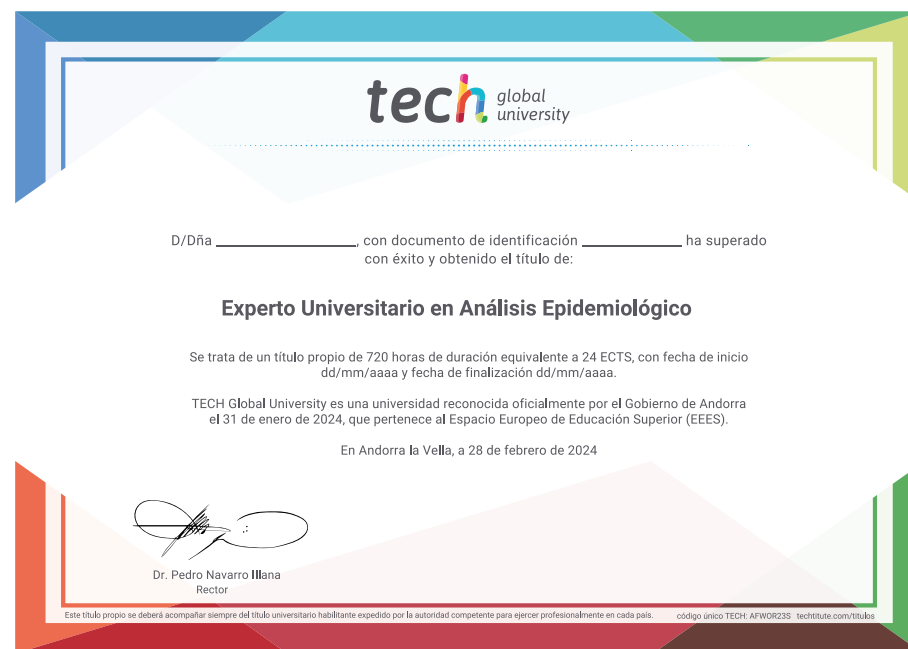 tech global university
D/Dña ____________, con documento de identificación ____________ ha superado
con éxito y obtenido el título de:
Experto Universitario en Análisis Epidemiológico
Se trata de un título propio de 720 horas de duración equivalente a 24 ECTS, con fecha de inicio
dd/mm/aaaa y fecha de finalización dd/mm/aaaa.
TECH Global University es una universidad reconocida oficialmente por el Gobierno de Andorra
el 31 de enero de 2024, que pertenece al Espacio Europeo de Educación Superior (EEES).
En Andorra la Vella, a 28 de febrero de 2024
Dr. Pedro Navarro Illana
Rector
Este título propio se deberá acompañar siempre del título universitario habilitante expedido por la autoridad competente para ejercer profesionalmente en cada país. código único TECH: AFWOR23S techtitute.com/titulos